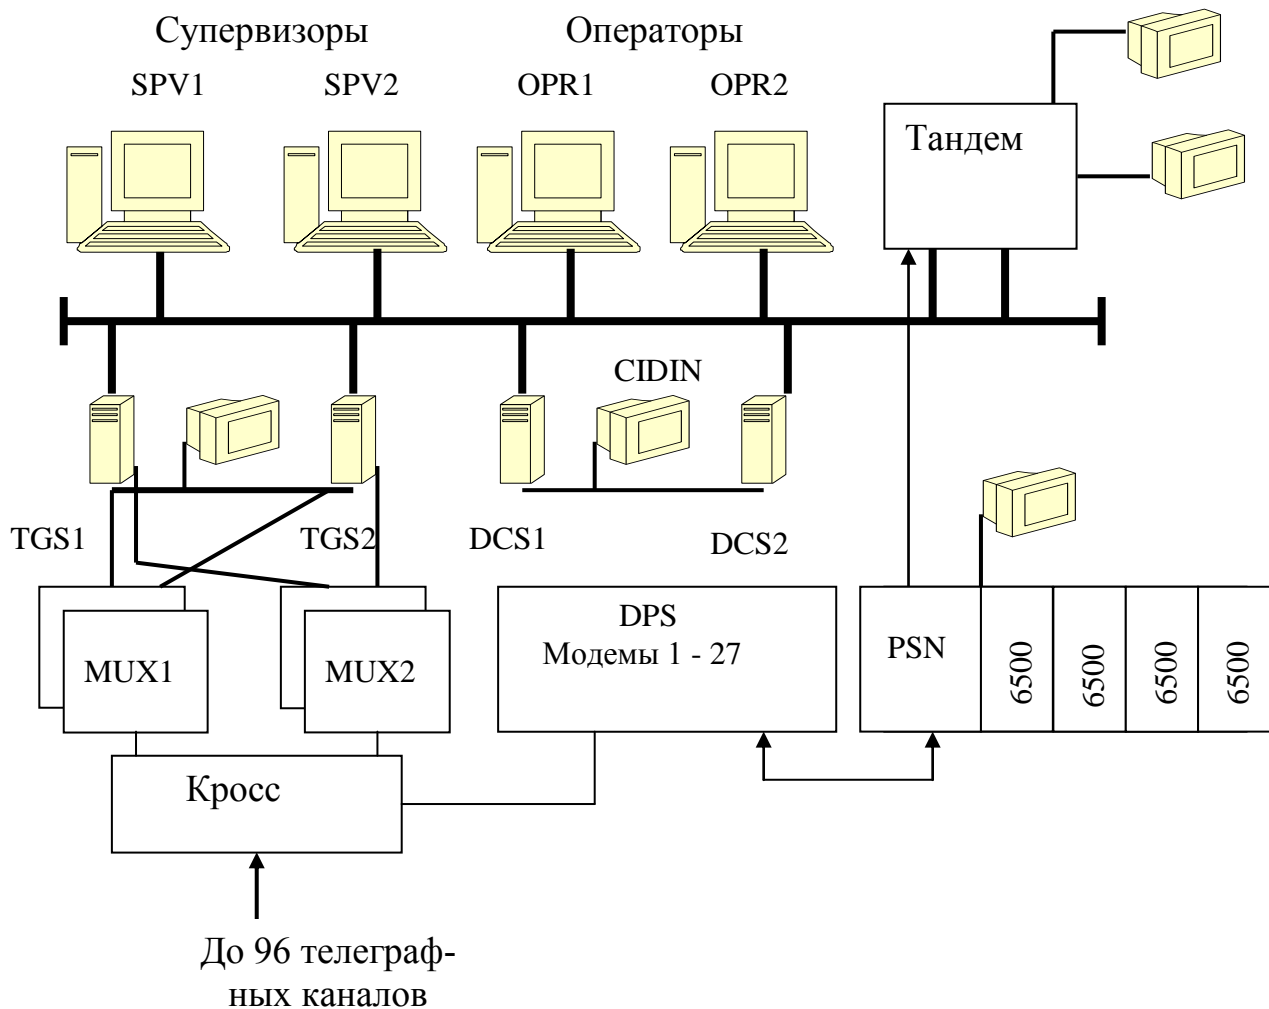 Супервизоры
Операторы
SPV1
SPV2
OPR1
OPR2
Тандем
CIDIN
TGS1
TGS2
DCS1
DCS2
DPS
Модемы 1 - 27
PSN
6500
6500
6500
6500
MUX1
MUX2
Кросс
До 96 телеграф-
ных каналов